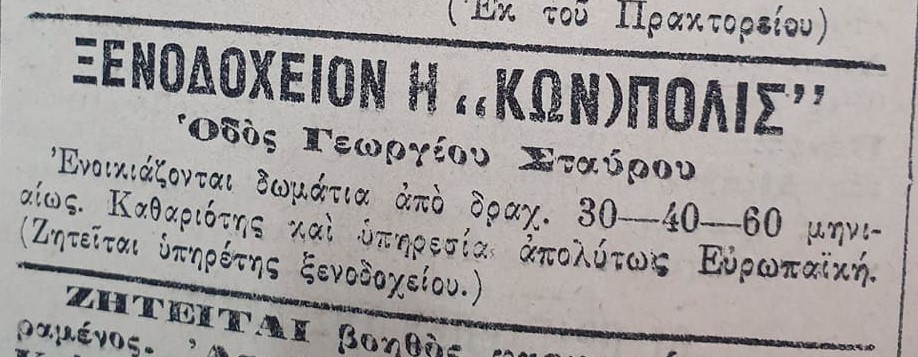 (Ἐκ τοῦ Πρακτορείου)
ΞΕΝΟΔΟΧΕΙΟΝ Η „ΚΩΝ)ΠΟΛΙΣ”
Ὁδὸς Γεωργίου Σταύρου
Ἐνοικιάζονται δωμάτια ἀπὸ δραχ. 30—40—60 μηνι-
αίως. Καθαριότης καὶ ὑπηρεσία ἀπολύτως Εὐρωπαϊκή.
(Ζητεῖται ὑπηρέτης ξενοδοχείου.)
ΖΗΤΕΙΤΑΙ βοηθὸς
ραμένος.